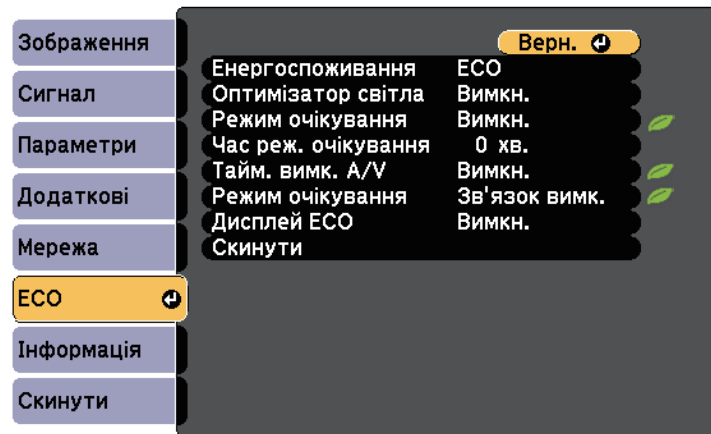 Зображення
Сигнал
Параметри
Додаткові
Мережа
ECO
Інформація
Скинути
Верн.
Енергоспоживання ECO
Оптимізатор світла Вимкн.
Режим очікування Вимкн.
Час реж. очікування 0 хв.
Тайм. вимк. A/V Вимкн.
Режим очікування Зв'язок вимк.
Дисплей ECO Вимкн.
Скинути